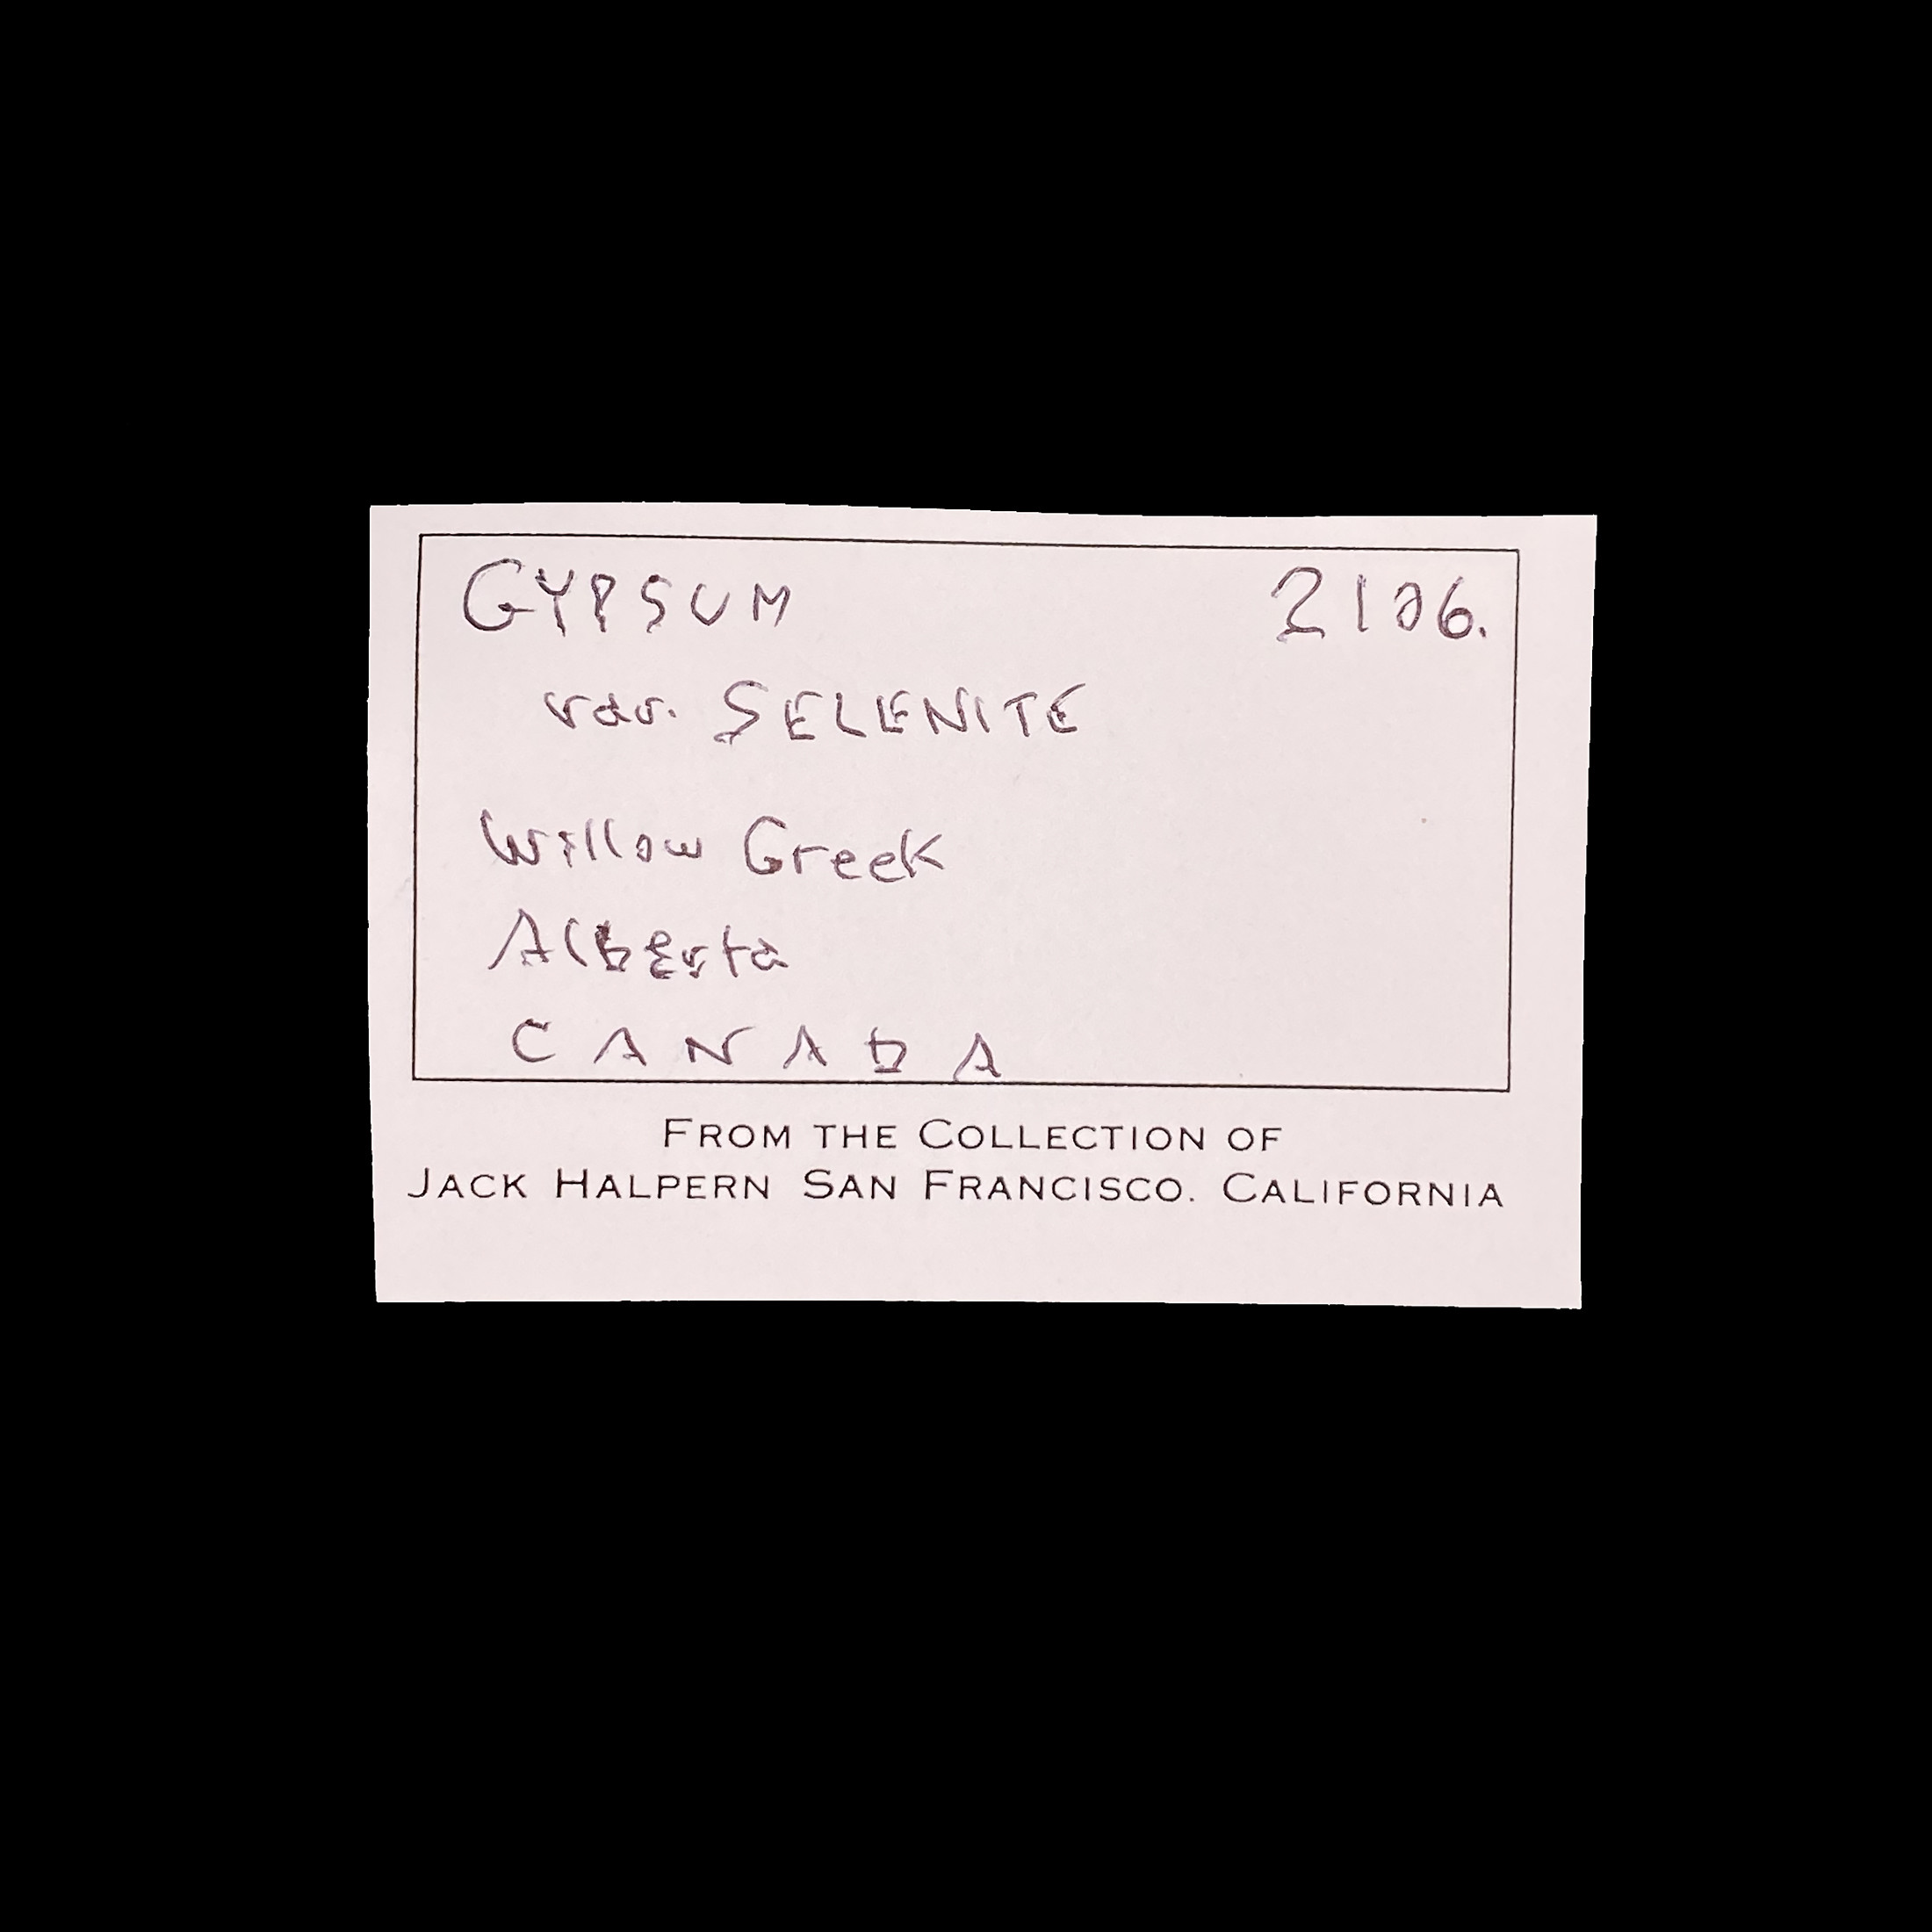 GYPSUM 2106.
var. SELENITE
Willow Creek
Alberta
CANADA
FROM THE COLLECTION OF
JACK HALPERN SAN FRANCISCO. CALIFORNIA